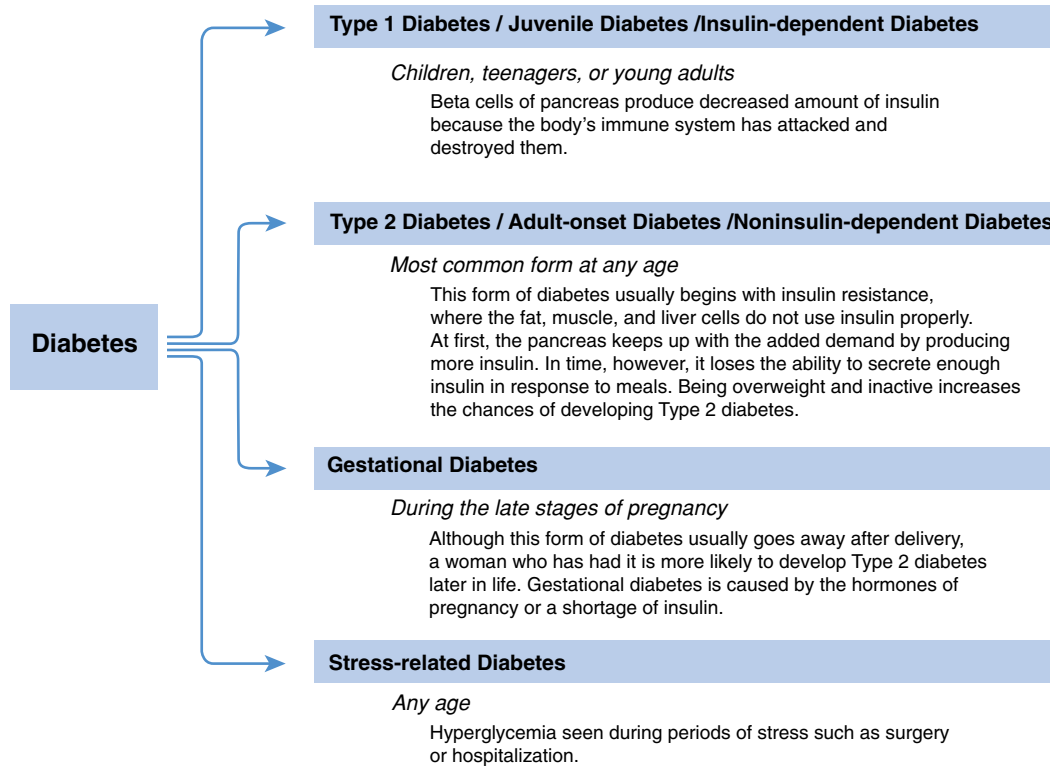 Type 1 Diabetes / Juvenile Diabetes /Insulin-dependent Diabetes
Children, teenagers, or young adults
Beta cells of pancreas produce decreased amount of insulin
because the body’s immune system has attacked and
destroyed them.
Type 2 Diabetes / Adult-onset Diabetes /Noninsulin-dependent Diabetes
Most common form at any age
This form of diabetes usually begins with insulin resistance,
where the fat, muscle, and liver cells do not use insulin properly.
At first, the pancreas keeps up with the added demand by producing
more insulin. In time, however, it loses the ability to secrete enough
insulin in response to meals. Being overweight and inactive increases
the chances of developing Type 2 diabetes.
Diabetes
Gestational Diabetes
During the late stages of pregnancy
Although this form of diabetes usually goes away after delivery,
a woman who has had it is more likely to develop Type 2 diabetes
later in life. Gestational diabetes is caused by the hormones of
pregnancy or a shortage of insulin.
Stress-related Diabetes
Any age
Hyperglycemia seen during periods of stress such as surgery
or hospitalization.